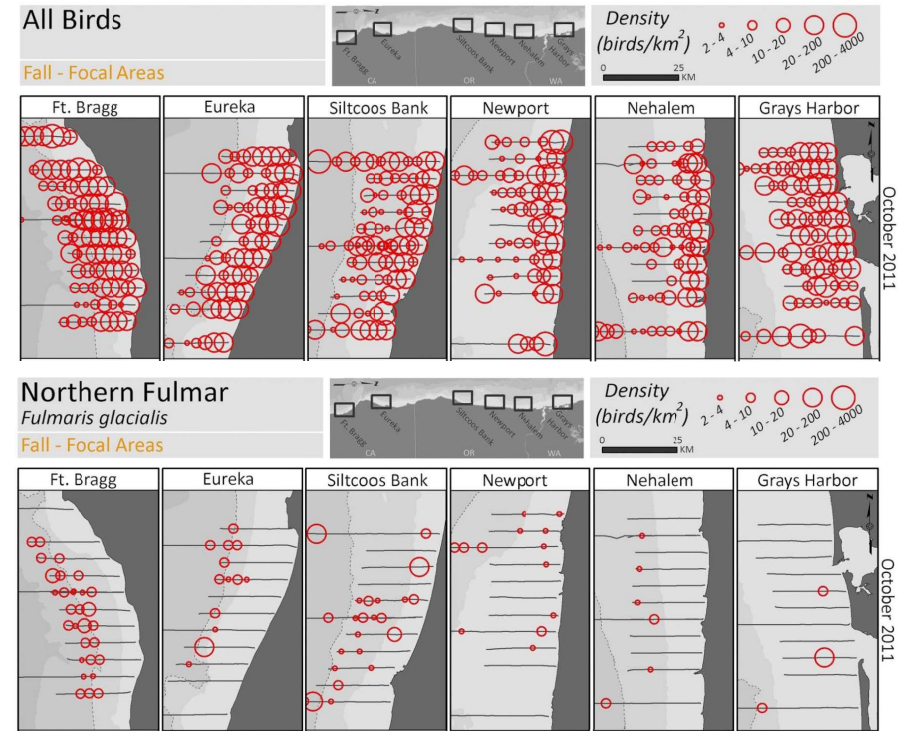 All Birds
Fall - Focal Areas
Ft. Bragg
Eureka
Siltcoos Bank
Newport
Nehalem
Grays Harbor
CA
OR
WA
Density
(birds/km²)
2 - 4
4 - 10
10 - 20
20 - 200
200 - 4000
0
25
KM
Ft. Bragg
Eureka
Siltcoos Bank
Newport
Nehalem
Grays Harbor
October 2011
Northern Fulmar
Fulmaris glacialis
Fall - Focal Areas
Ft. Bragg
Eureka
Siltcoos Bank
Newport
Nehalem
Grays Harbor
CA
OR
WA
Density
(birds/km²)
2 - 4
4 - 10
10 - 20
20 - 200
200 - 4000
0
25
KM
Ft. Bragg
Eureka
Siltcoos Bank
Newport
Nehalem
Grays Harbor
October 2011